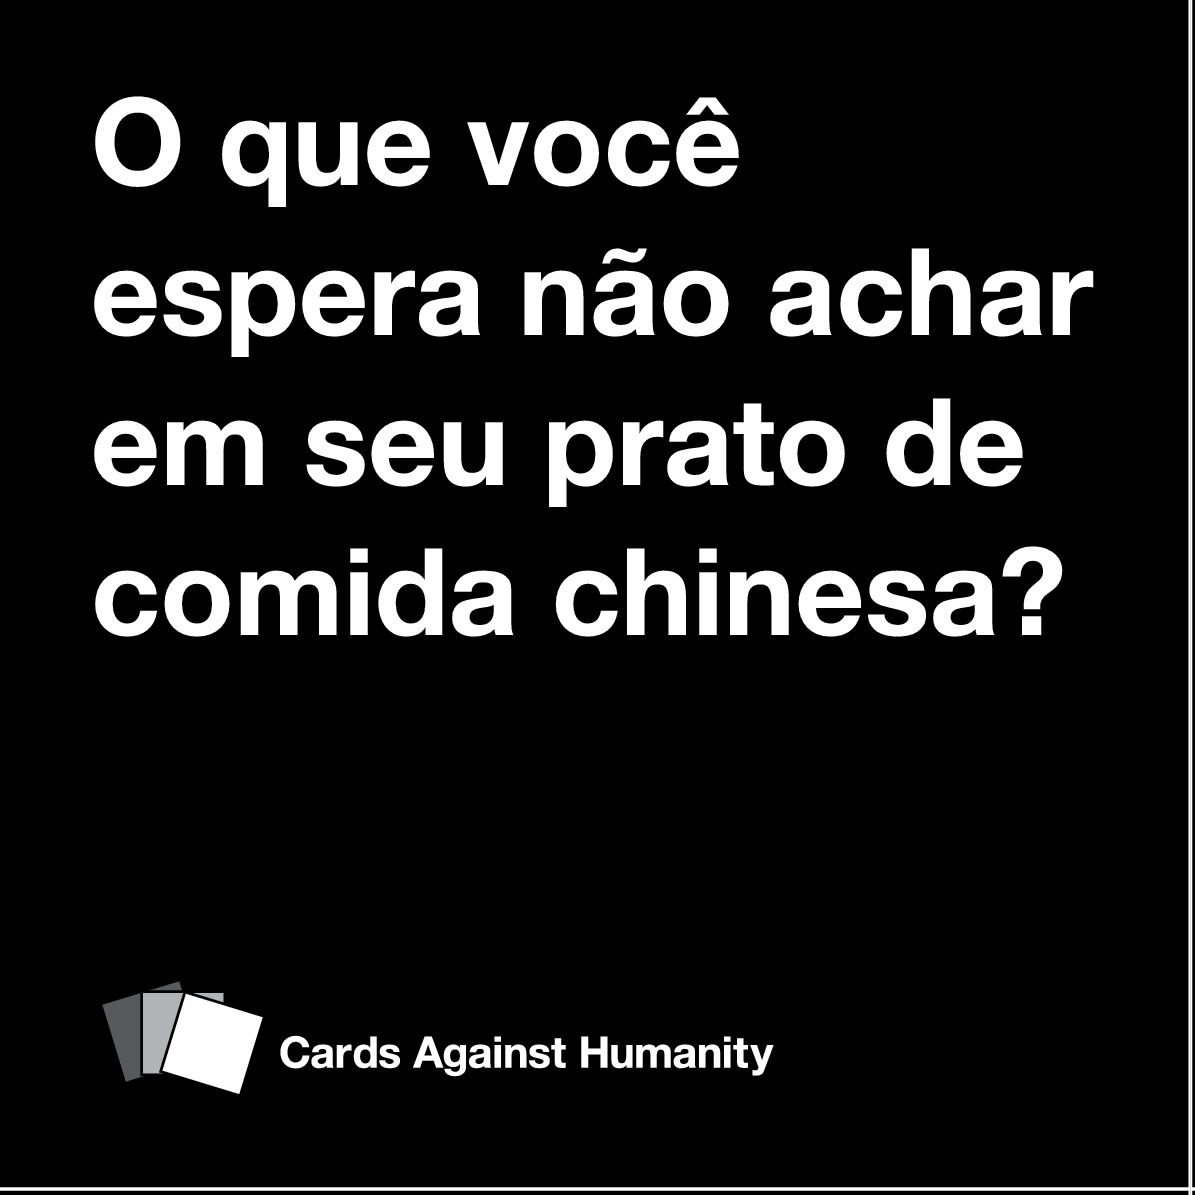 O que você
espera não achar
em seu prato de
comida chinesa?
Cards Against Humanity